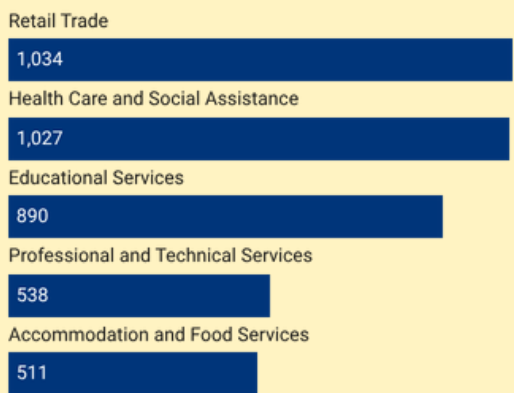 Retail Trade
1,034
Health Care and Social Assistance
1,027
Educational Services
890
Professional and Technical Services
538
Accommodation and Food Services
511